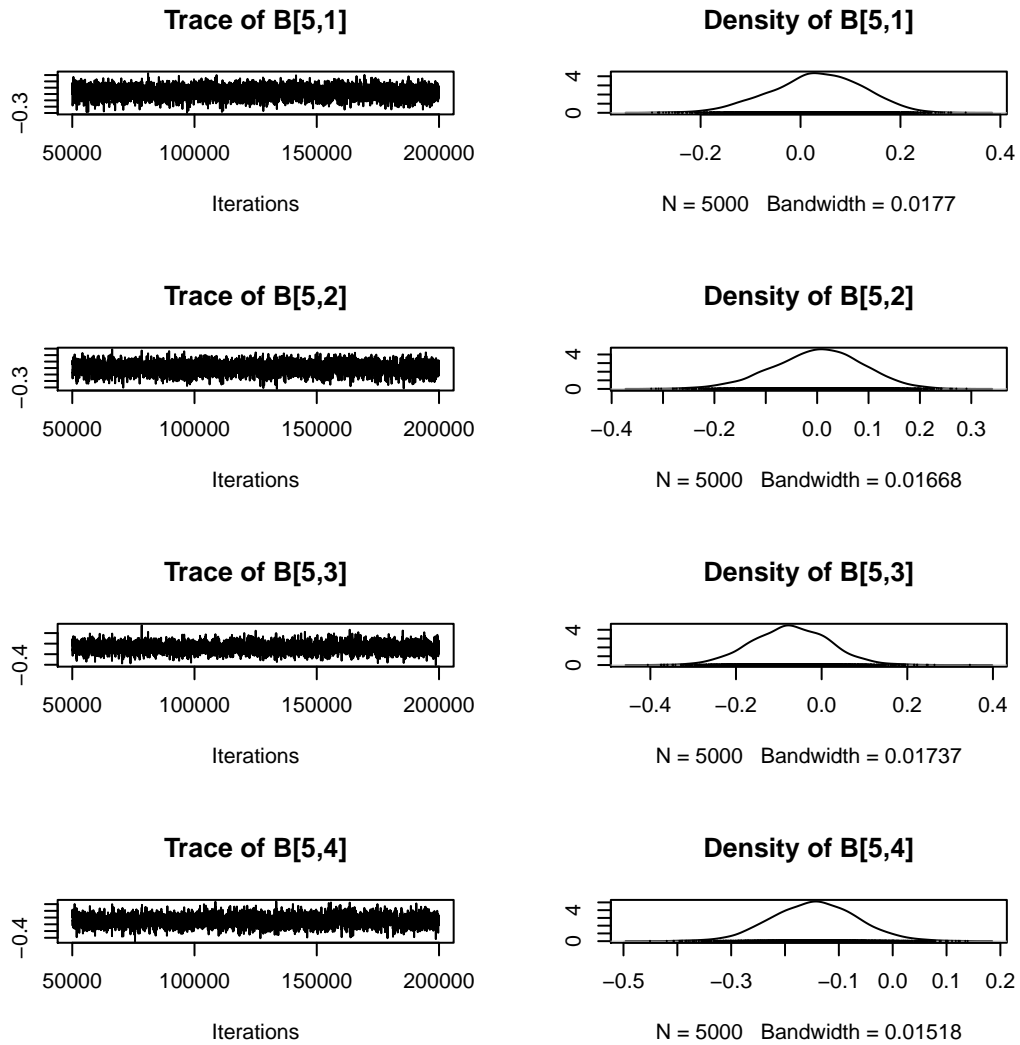 Trace of B[5,1]
−0.3
50000 100000 150000 200000
Iterations
Density of B[5,1]
4
0
−0.2 0.0 0.2 0.4
N = 5000 Bandwidth = 0.0177
Trace of B[5,2]
−0.3
50000 100000 150000 200000
Iterations
Density of B[5,2]
4
0
−0.4 −0.2 0.0 0.1 0.2 0.3
N = 5000 Bandwidth = 0.01668
Trace of B[5,3]
−0.4
50000 100000 150000 200000
Iterations
Density of B[5,3]
4
0
−0.4 −0.2 0.0 0.2 0.4
N = 5000 Bandwidth = 0.01737
Trace of B[5,4]
−0.4
50000 100000 150000 200000
Iterations
Density of B[5,4]
4
0
−0.5 −0.3 −0.1 0.0 0.1 0.2
N = 5000 Bandwidth = 0.01518